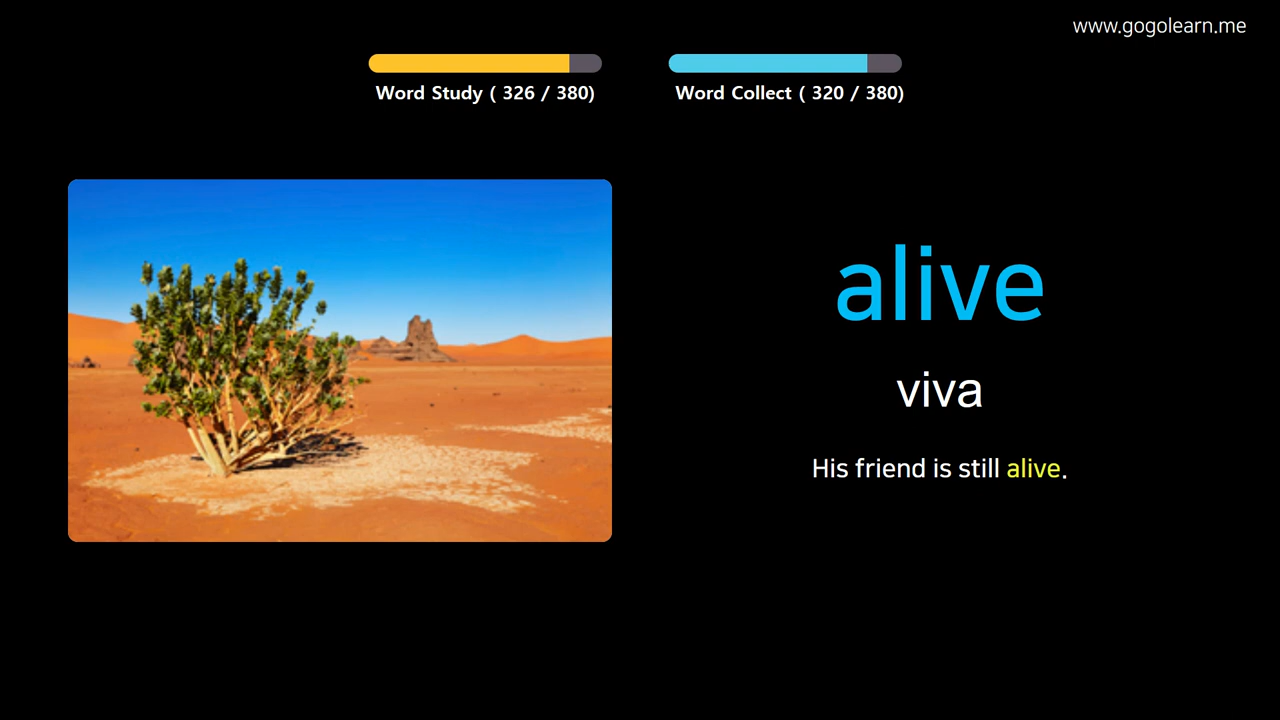 www.gogolearn.me
Word Study ( 326 / 380)
Word Collect ( 320 / 380)
alive
viva
His friend is still alive.